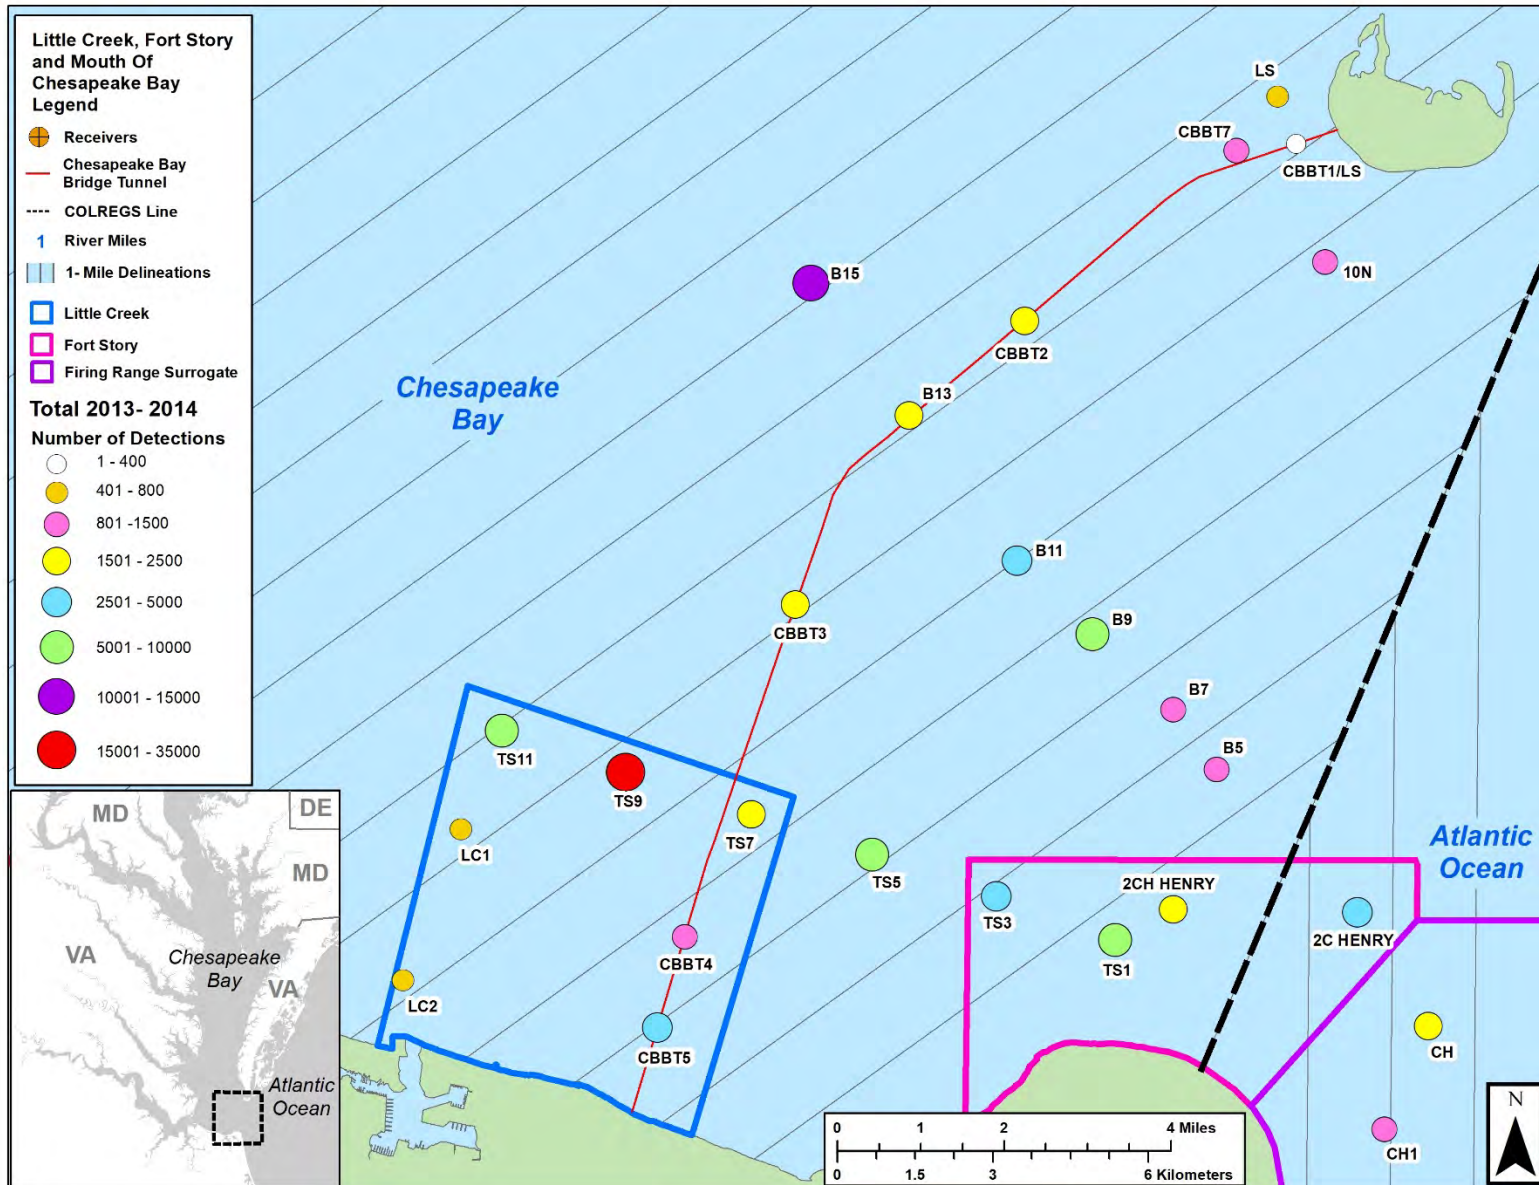 Little Creek, Fort Story
and Mouth Of
Chesapeake Bay
Legend
Receivers
Chesapeake Bay
Bridge Tunnel
COLREGS Line
1 River Miles
1- Mile Delineations
Little Creek
Fort Story
Firing Range Surrogate
Total 2013- 2014
Number of Detections
1 - 400
401 - 800
801 -1500
1501 - 2500
2501 - 5000
5001 - 10000
10001 - 15000
15001 - 35000
LS
CBBT7
CBBT1/LS
10N
B15
CBBT2
B13
Chesapeake
Bay
B11
CBBT3
B9
B7
B5
TS11
TS9
TS7
LC1
TS5
Atlantic
Ocean
2CH HENRY
TS3
2C HENRY
TS1
CBBT4
LC2
CBBT5
CH
CH1
MD
DE
MD
VA
Chesapeake
Bay
VA
Atlantic
Ocean
0 1 2 4 Miles
0 1.5 3 6 Kilometers
N